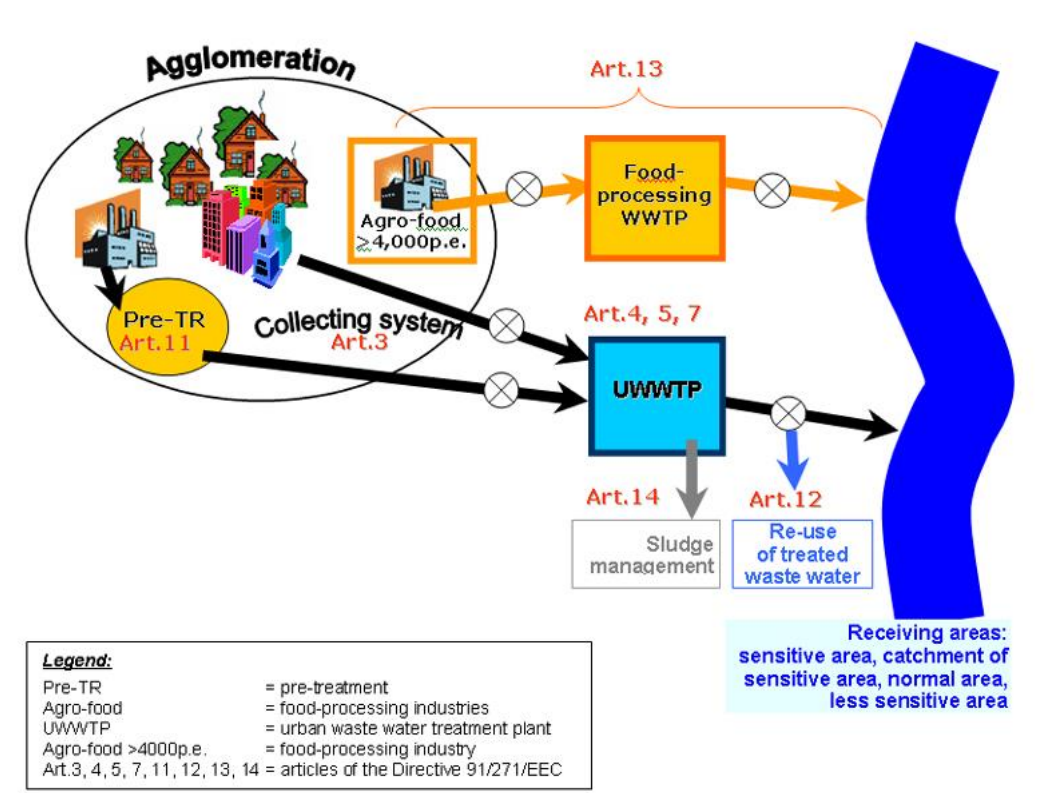 Agglomeration
Art.13
Agro-food
>4,000p.e.
Food-
processing
WWTP
Pre-TR
Art.11
Collecting system
Art.3
Art.4, 5, 7
UWWTP
Art.14
Sludge
management
Art.12
Re-use
of treated
waste water
Receiving areas:
sensitive area, catchment of
sensitive area, normal area,
less sensitive area
Legend:
Pre-TR = pre-treatment
Agro-food = food-processing industries
UWWTP = urban waste water treatment plant
Agro-food >4000p.e. = food-processing industry
Art.3, 4, 5, 7, 11, 12, 13, 14 = articles of the Directive 91/271/EEC